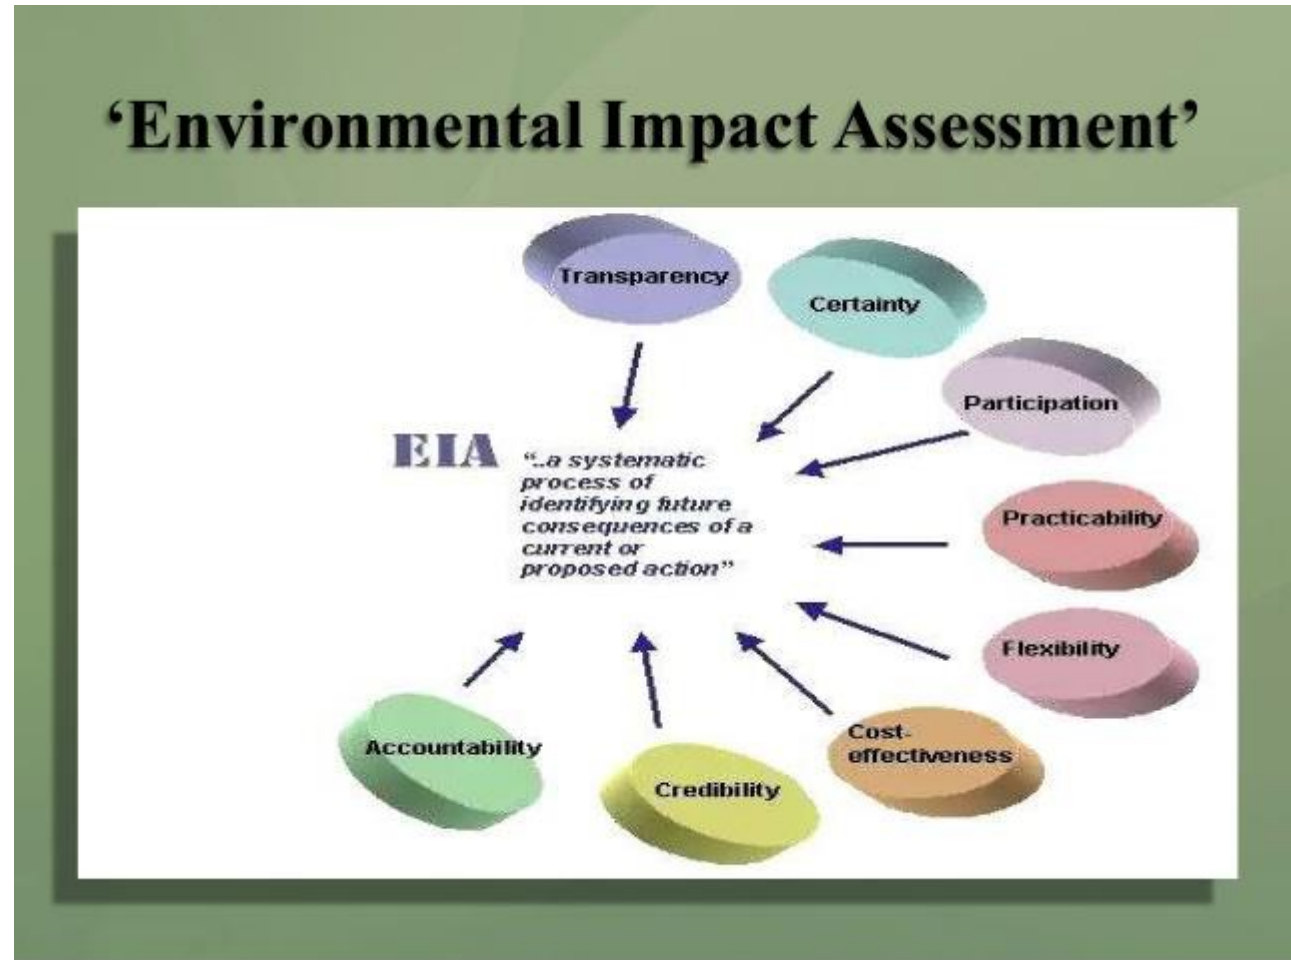 ‘Environmental Impact Assessment’
Transparency
Certainty
Participation
EIA
“..a systematic
process of
identifying future
consequences of a
current or
proposed action”
Practicability
Flexibility
Cost-
effectiveness
Credibility
Accountability